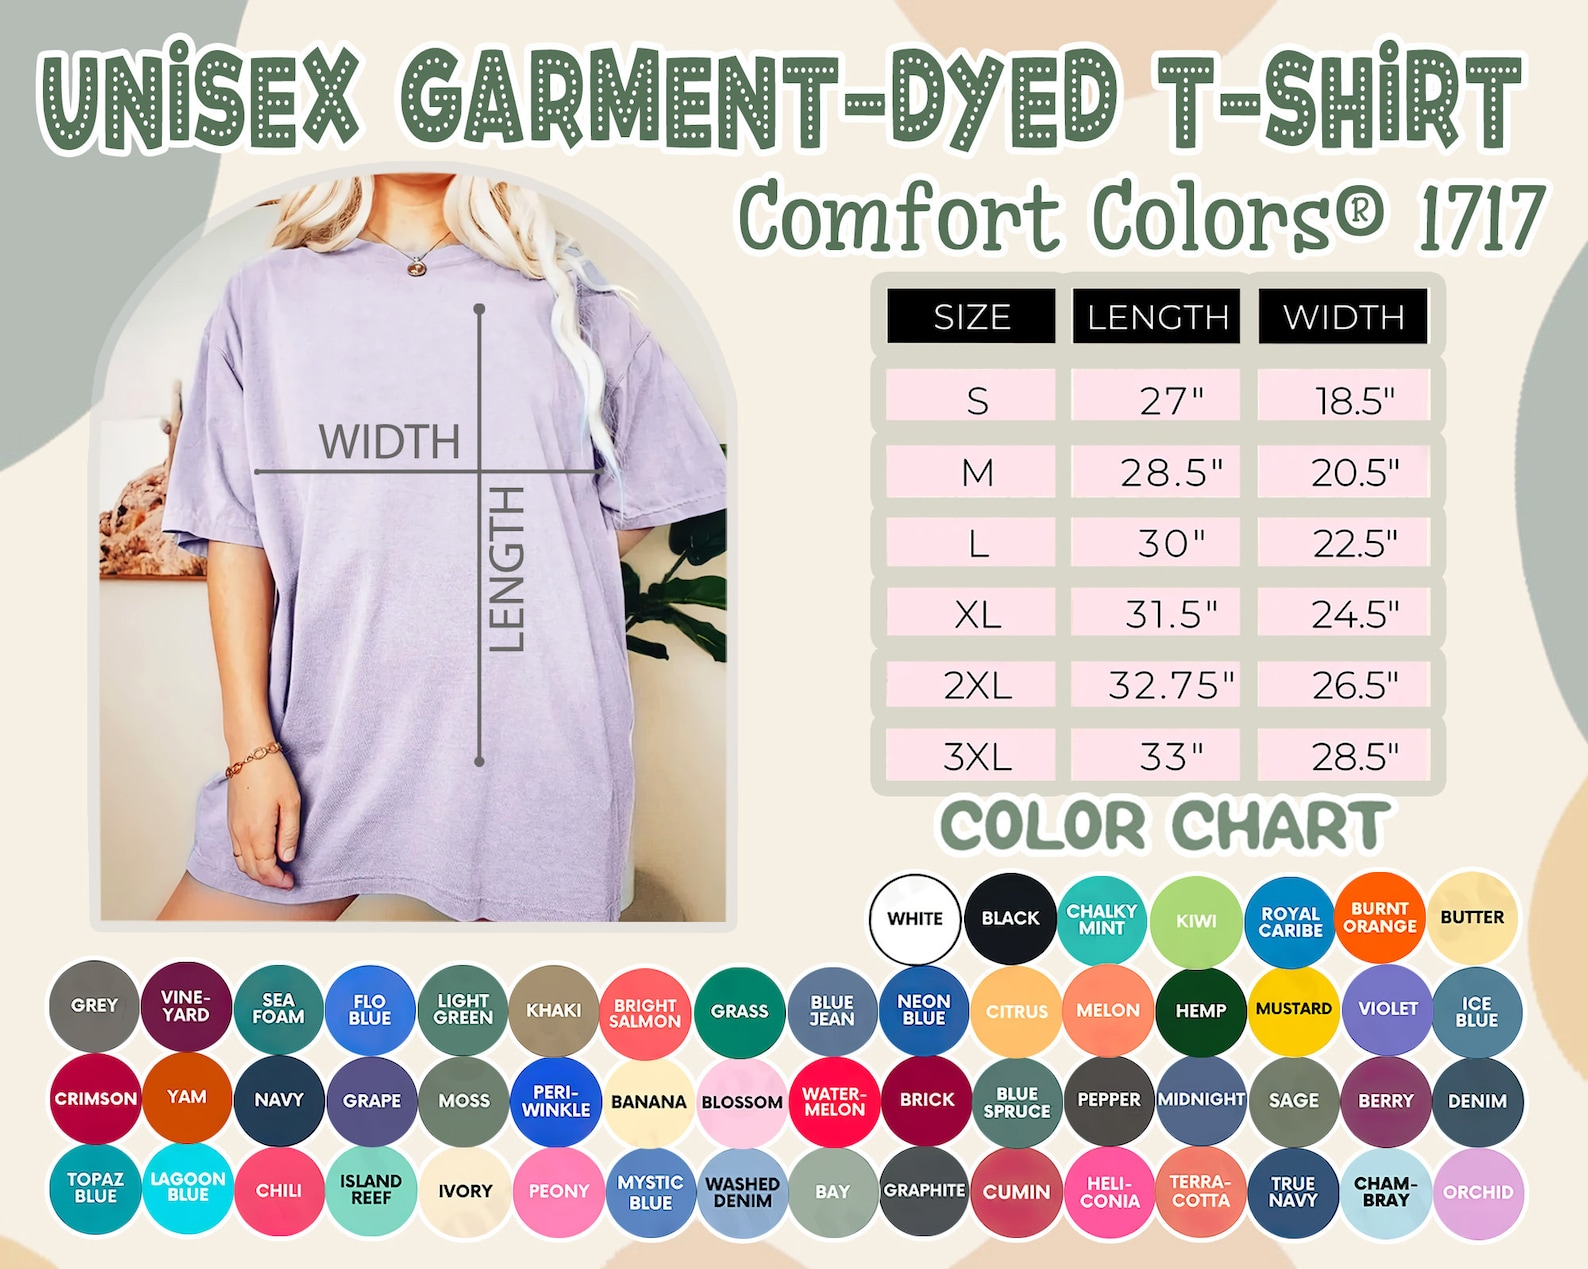 UNISEX GARMENT-DYED T-SHIRT
Comfort Colors® 1717
WIDTH
LENGTH
SIZE LENGTH WIDTH
S 27" 18.5"
M 28.5" 20.5"
L 30" 22.5"
XL 31.5" 24.5"
2XL 32.75" 26.5"
3XL 33" 28.5"
COLOR CHART
WHITE
BLACK
CHALKY
MINT
KIWI
ROYAL
CARIBE
BURNT
ORANGE
BUTTER
GREY
VINE-
YARD
SEA
FOAM
FLO
BLUE
LIGHT
GREEN
KHAKI
BRIGHT
SALMON
GRASS
BLUE
JEAN
NEON
BLUE
CITRUS
MELON
HEMP
MUSTARD
VIOLET
ICE
BLUE
CRIMSON
YAM
NAVY
GRAPE
MOSS
PERI-
WINKLE
BANANA
BLOSSOM
WATER-
MELON
BRICK
BLUE
SPRUCE
PEPPER
MIDNIGHT
SAGE
BERRY
DENIM
TOPAZ
BLUE
LAGOON
BLUE
CHILI
ISLAND
REEF
IVORY
PEONY
MYSTIC
BLUE
WASHED
DENIM
BAY
GRAPHITE
CUMIN
HELI-
CONIA
TERRA-
COTTA
TRUE
NAVY
CHAM-
BRAY
ORCHID